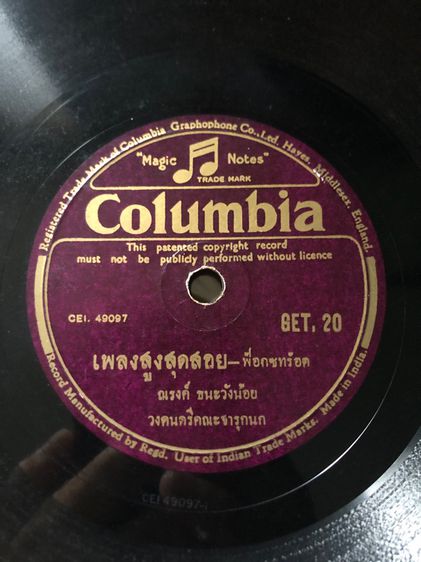 Registered Trade Mark of Columbia Graphophone Co., Ltd. Hayes, Middlesex, England.
"Magic Notes"
TRADE MARK
Columbia
This patented copyright record
must not be publicly performed without licence
CEI. 49097
GET. 20
เพลงสูงสุดสอย—ฟ็อกซทร๊อต
ณรงค์ ธนะวังน้อย
วงดนตรีคณะจารุกนก
Record Manufactured by Regd. User of Indian Trade Marks. Made in India.
CEI 49097-1